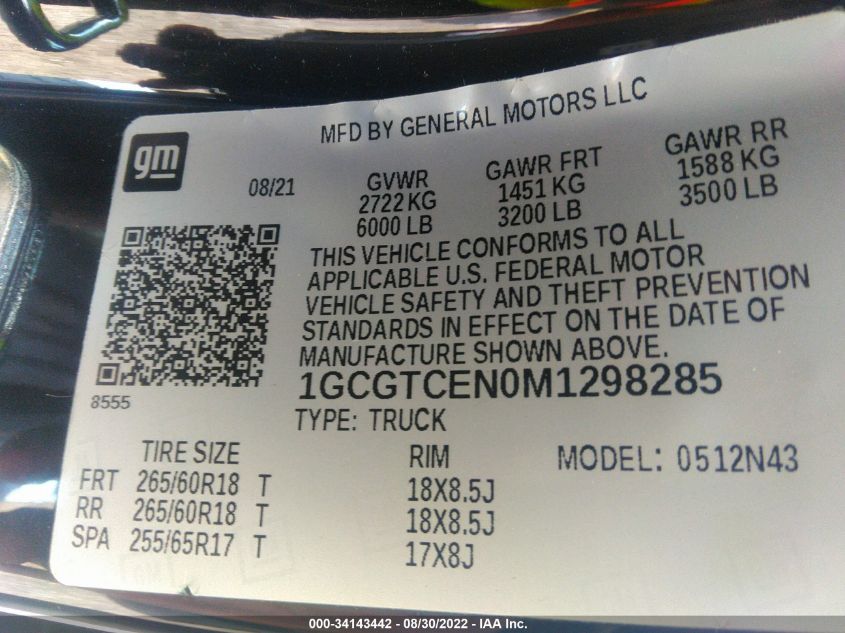 MFD BY GENERAL MOTORS LLC
gm
08/21
GVWR
2722 KG
6000 LB
GAWR FRT
1451 KG
3200 LB
GAWR RR
1588 KG
3500 LB
THIS VEHICLE CONFORMS TO ALL
APPLICABLE U.S. FEDERAL MOTOR
VEHICLE SAFETY AND THEFT PREVENTION
STANDARDS IN EFFECT ON THE DATE OF
MANUFACTURE SHOWN ABOVE.
8555
1GCGTCEN0M1298285
TYPE: TRUCK
TIRE SIZE RIM MODEL: 0512N43
FRT 265/60R18 T 18X8.5J
RR 265/60R18 T 18X8.5J
SPA 255/65R17 T 17X8J
000-34143442 - 08/30/2022 - IAA Inc.